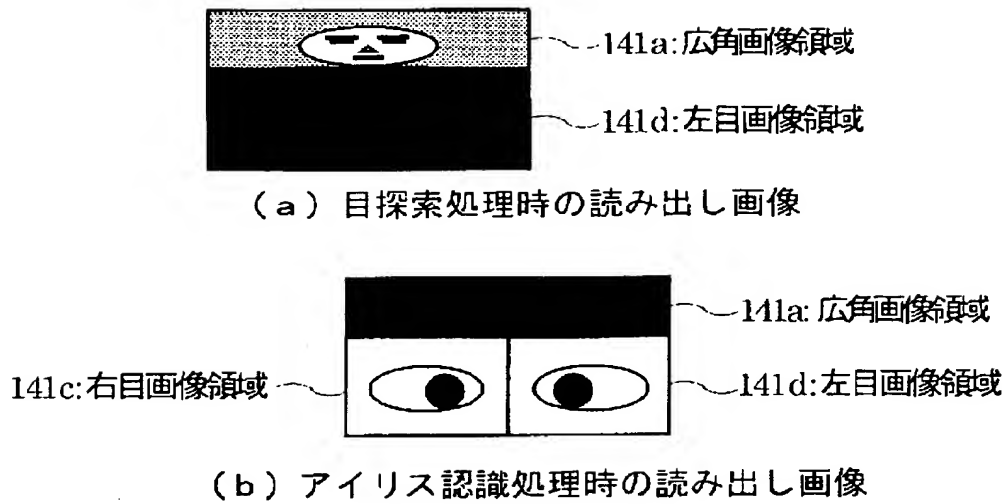 141a:広角画像領域
141d:左目画像領域
(a)目探索処理時の読み出し画像
141a:広角画像領域
141c:右目画像領域
141d:左目画像領域
(b)アイリス認識処理時の読み出し画像